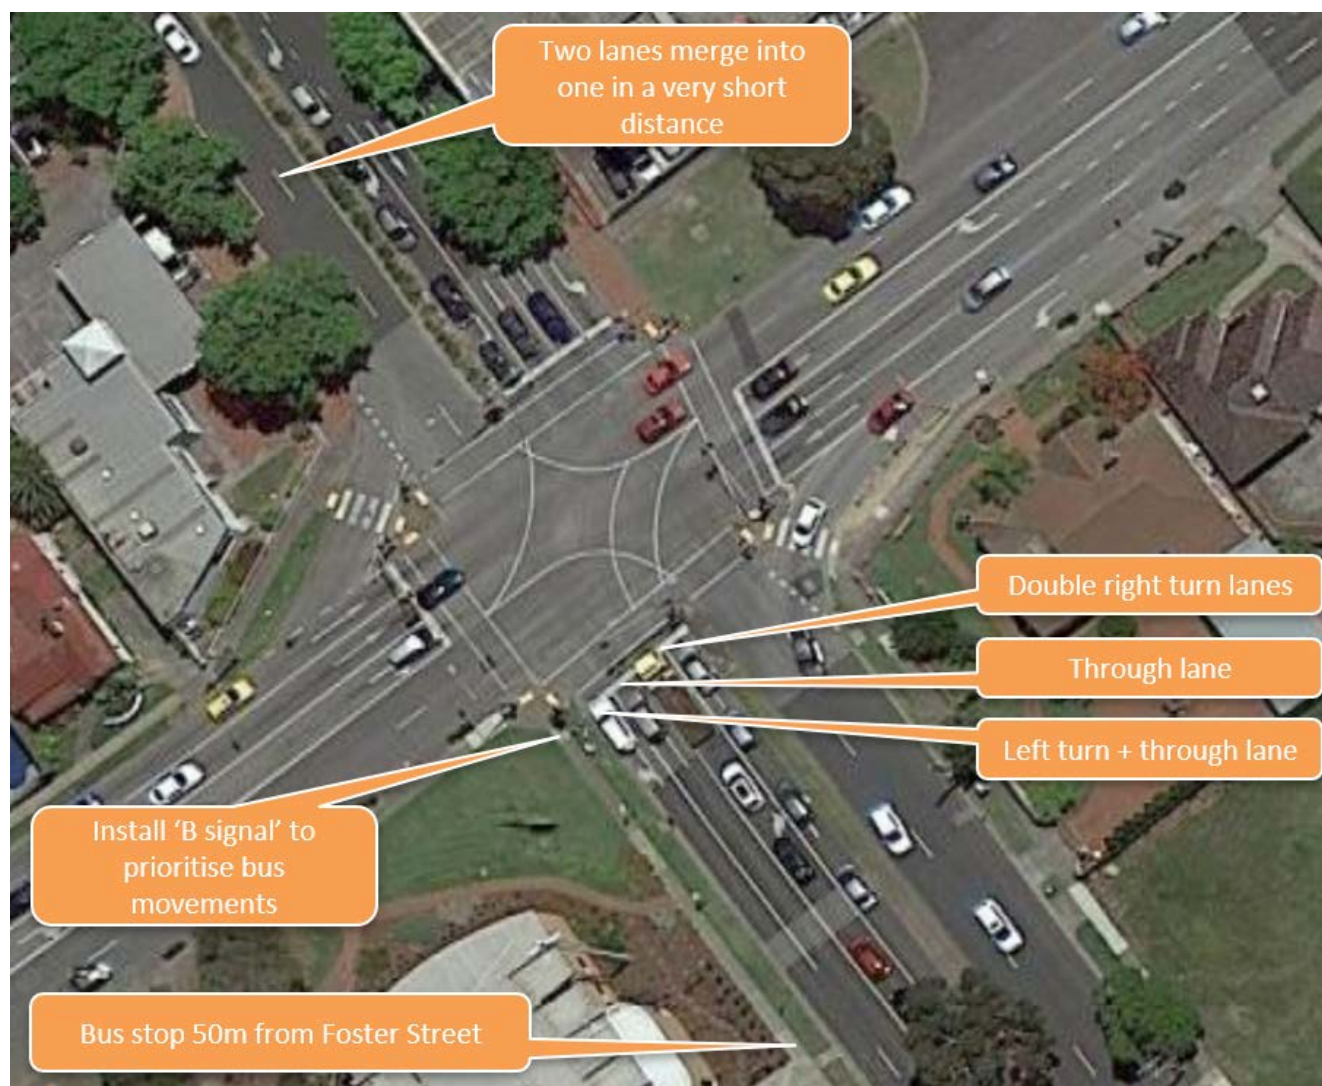 Two lanes merge into
one in a very short
distance
Double right turn lanes
Through lane
Left turn + through lane
Install ‘B signal’ to
prioritise bus
movements
Bus stop 50m from Foster Street